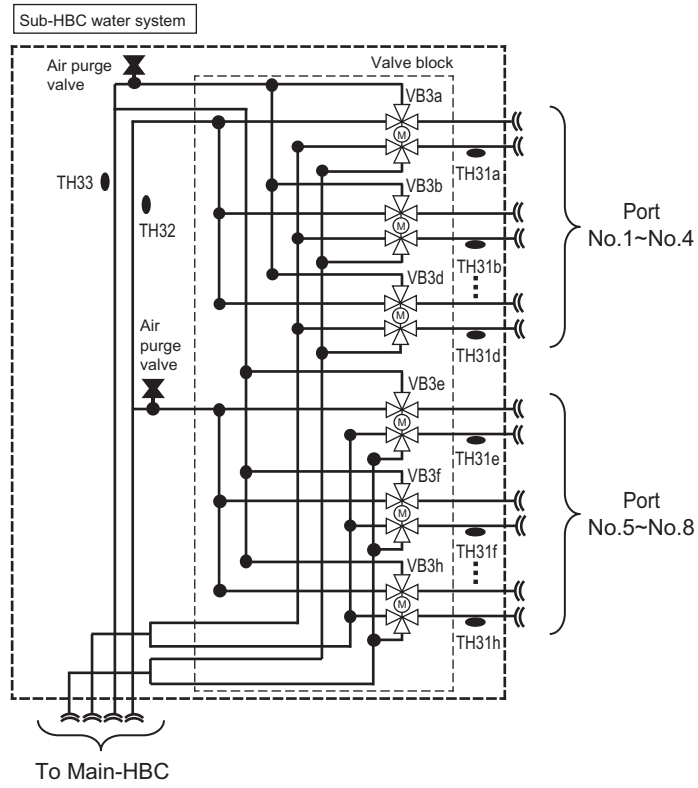 Sub-HBC water system
Air purge
valve
Valve block
VB3a
M
TH31a
TH33
TH32
VB3b
M
TH31b
VB3d
M
TH31d
Port
No.1~No.4
Air
purge
valve
VB3e
M
TH31e
VB3f
M
TH31f
VB3h
M
TH31h
Port
No.5~No.8
To Main-HBC